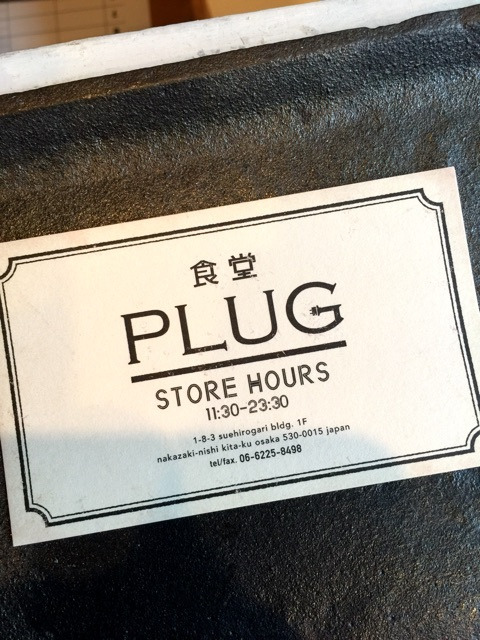 食堂
PLUG
STORE HOURS
11:30-23:30
1-8-3 suehirogari bldg. 1F
nakazaki-nishi kita-ku osaka 530-0015 japan
tel/fax. 06-6225-8498